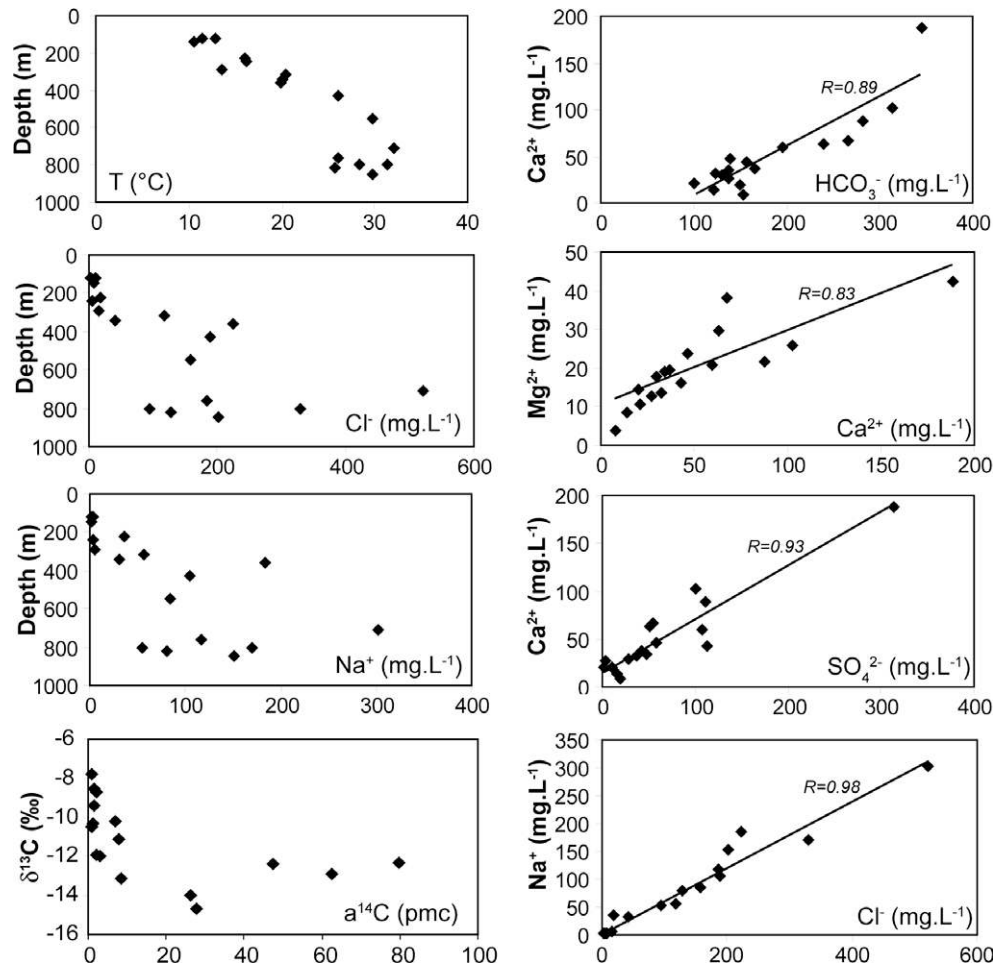 0
200
400
600
800
1000
Depth (m)
T (°C)
0 10 20 30 40
200
150
100
50
0
Ca²⁺ (mg.L⁻¹)
R=0.89
HCO₃⁻ (mg.L⁻¹)
0 100 200 300 400
0
200
400
600
800
1000
Depth (m)
Cl⁻ (mg.L⁻¹)
0 200 400 600
50
40
30
20
10
0
Mg²⁺ (mg.L⁻¹)
R=0.83
Ca²⁺ (mg.L⁻¹)
0 50 100 150 200
0
200
400
600
800
1000
Depth (m)
Na⁺ (mg.L⁻¹)
0 100 200 300 400
200
150
100
50
0
Ca²⁺ (mg.L⁻¹)
R=0.93
SO₄²⁻ (mg.L⁻¹)
0 100 200 300 400
-6
-8
-10
-12
-14
-16
δ¹³C (‰)
a¹⁴C (pmc)
0 20 40 60 80 100
350
300
250
200
150
100
50
0
Na⁺ (mg.L⁻¹)
R=0.98
Cl⁻ (mg.L⁻¹)
0 200 400 600